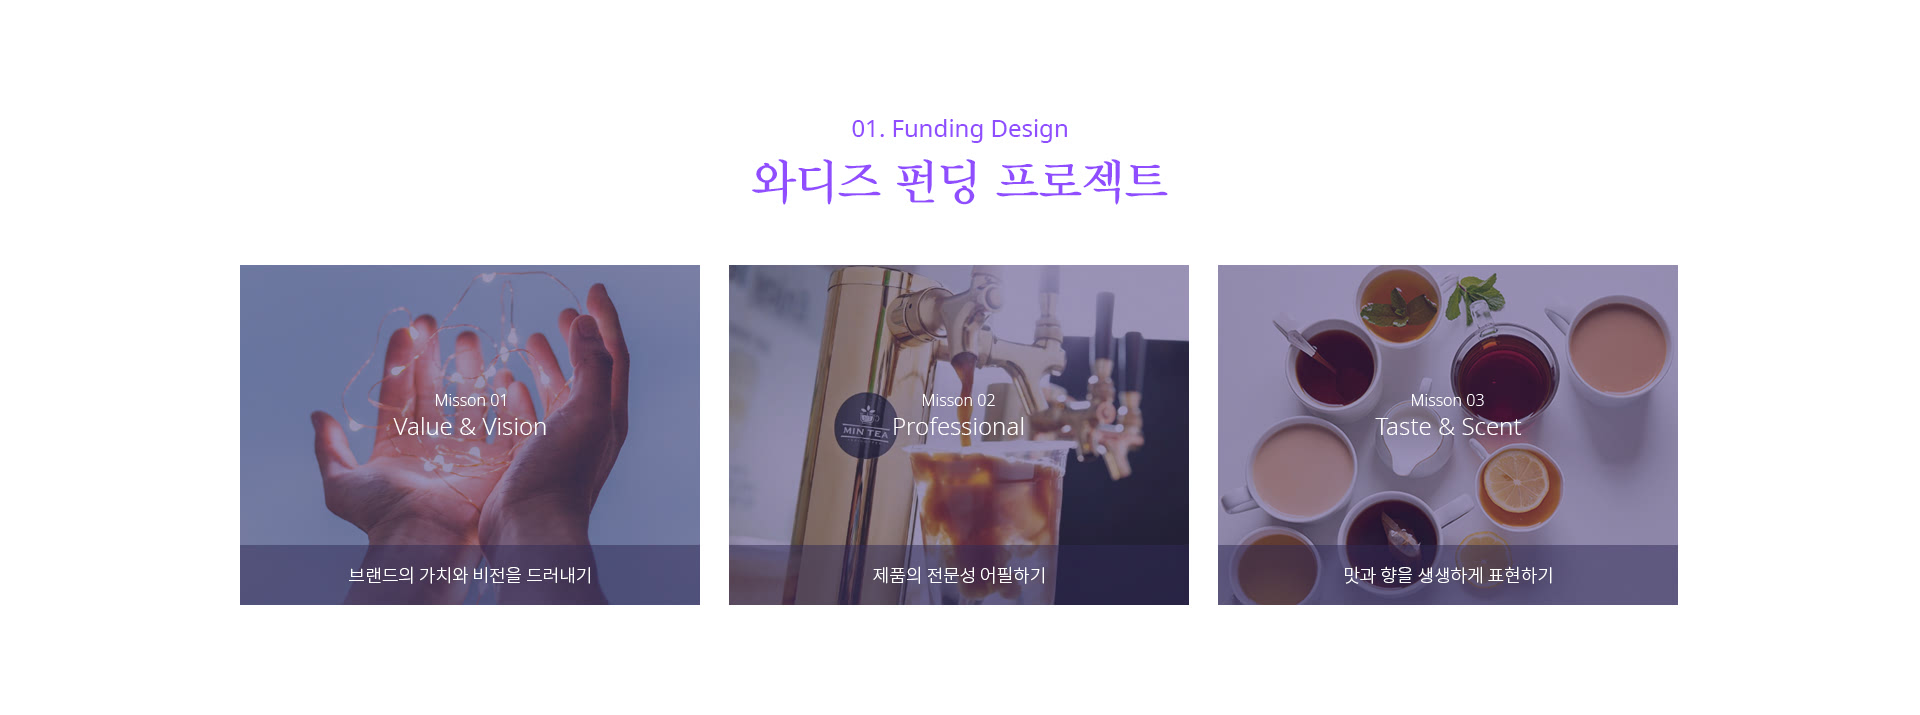 01. Funding Design
와디즈 펀딩 프로젝트
Misson 01
Value & Vision
브랜드의 가치와 비전을 드러내기
Misson 02
Professional
MIN TEA
제품의 전문성 어필하기
Misson 03
Taste & Scent
맛과 향을 생생하게 표현하기